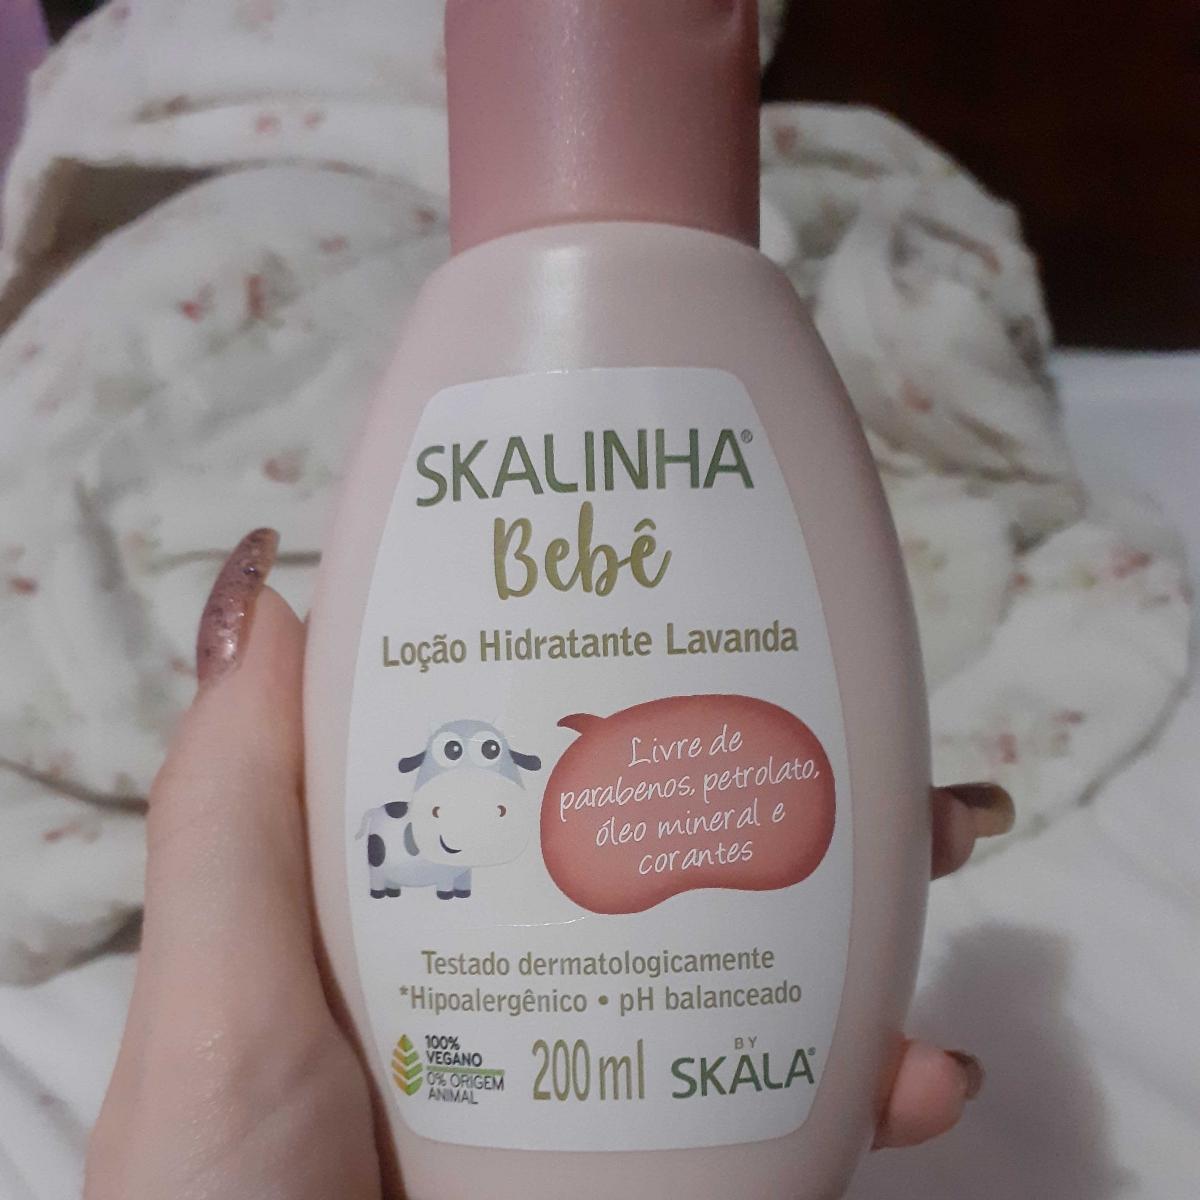 SKALINHA®
Bebê
Loção Hidratante Lavanda
Livre de
parabenos, petrolato,
óleo mineral e
corantes
Testado dermatologicamente
*Hipoalergênico • pH balanceado
100%
VEGANO
0% ORIGEM
ANIMAL
200ml
BY
SKALA®